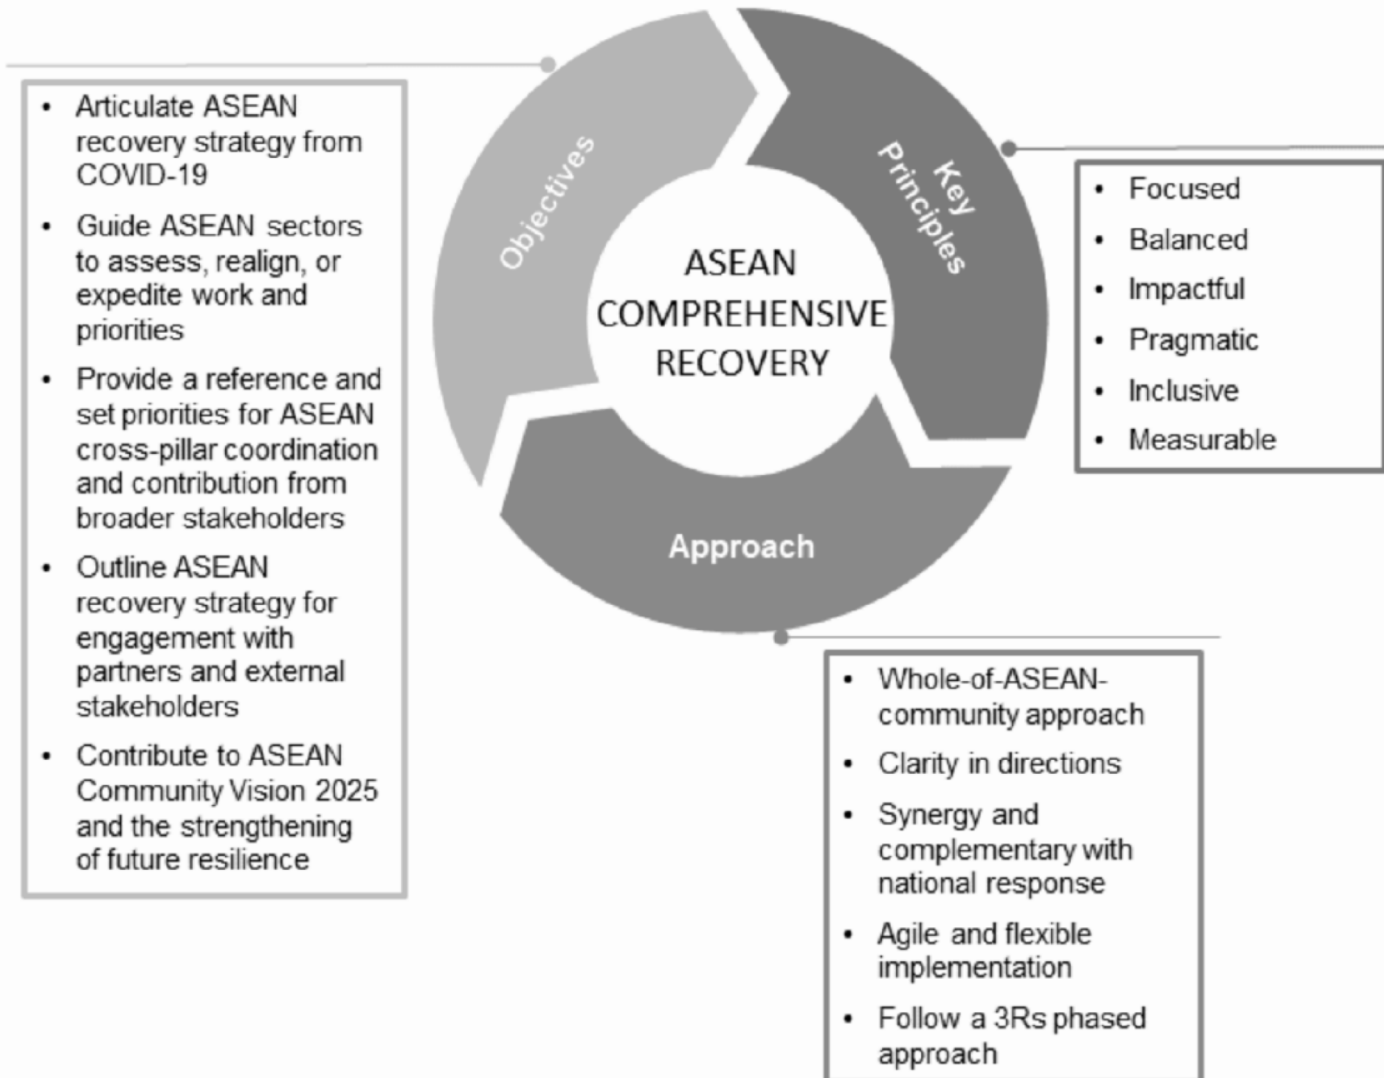 • Articulate ASEAN
recovery strategy from
COVID-19
• Guide ASEAN sectors
to assess, realign, or
expedite work and
priorities
• Provide a reference and
set priorities for ASEAN
cross-pillar coordination
and contribution from
broader stakeholders
• Outline ASEAN
recovery strategy for
engagement with
partners and external
stakeholders
• Contribute to ASEAN
Community Vision 2025
and the strengthening
of future resilience
Objectives
Key
Principles
ASEAN
COMPREHENSIVE
RECOVERY
Approach
• Focused
• Balanced
• Impactful
• Pragmatic
• Inclusive
• Measurable
• Whole-of-ASEAN-
community approach
• Clarity in directions
• Synergy and
complementary with
national response
• Agile and flexible
implementation
• Follow a 3Rs phased
approach